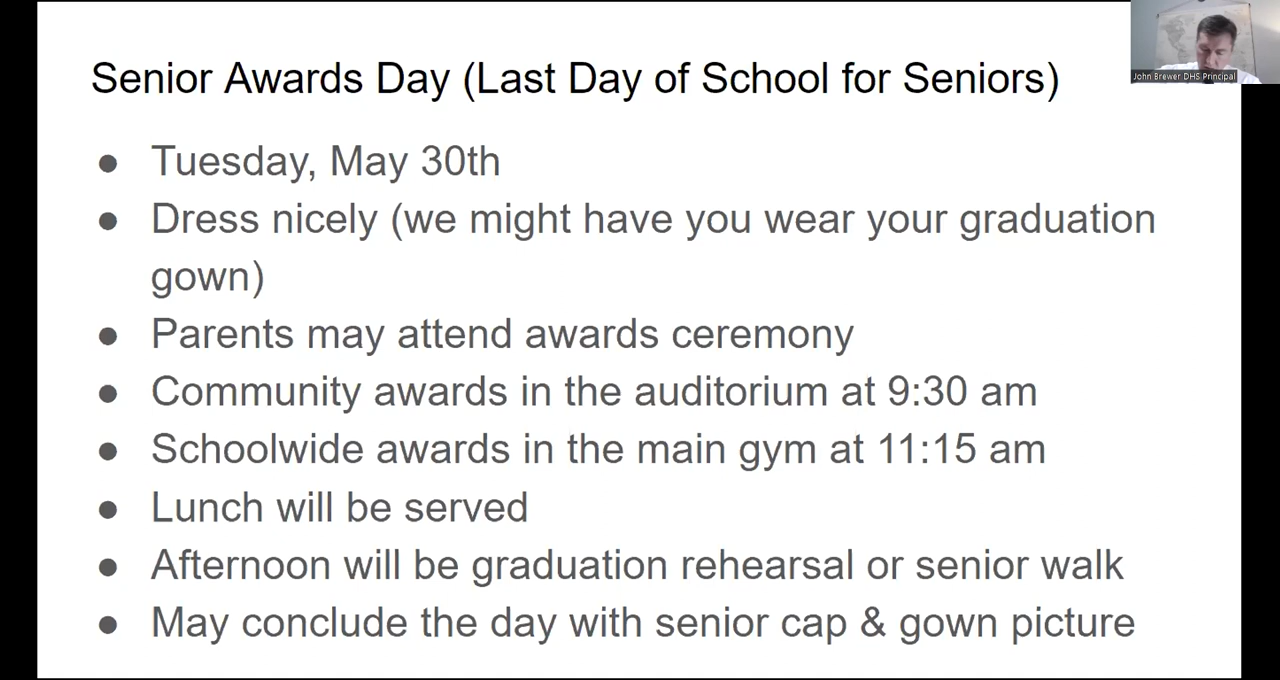 Senior Awards Day (Last Day of School for Seniors)
John Brewer DHS Principal
● Tuesday, May 30th
● Dress nicely (we might have you wear your graduation
gown)
● Parents may attend awards ceremony
● Community awards in the auditorium at 9:30 am
● Schoolwide awards in the main gym at 11:15 am
● Lunch will be served
● Afternoon will be graduation rehearsal or senior walk
● May conclude the day with senior cap & gown picture